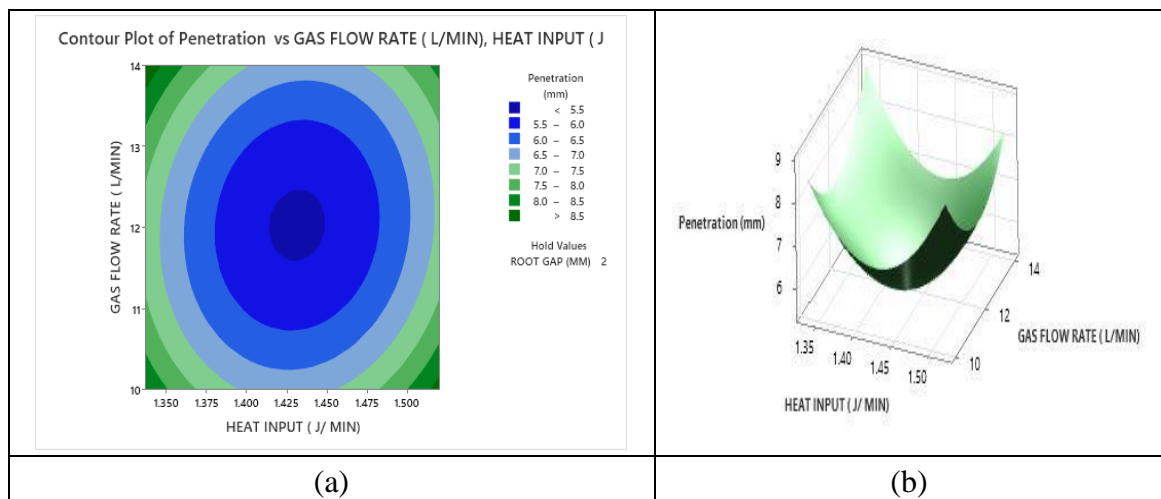 Contour Plot of Penetration vs GAS FLOW RATE ( L/MIN), HEAT INPUT ( J
14
13
12
11
10
GAS FLOW RATE ( L/MIN)
1.350 1.375 1.400 1.425 1.450 1.475 1.500
HEAT INPUT ( J/ MIN)
Penetration
(mm)
< 5.5
5.5 – 6.0
6.0 – 6.5
6.5 – 7.0
7.0 – 7.5
7.5 – 8.0
8.0 – 8.5
> 8.5
Hold Values
ROOT GAP (MM) 2
9
8
Penetration (mm)
7
6
14
12
10
GAS FLOW RATE ( L/MIN)
1.35 1.40 1.45 1.50
HEAT INPUT ( J/ MIN)
(a)
(b)